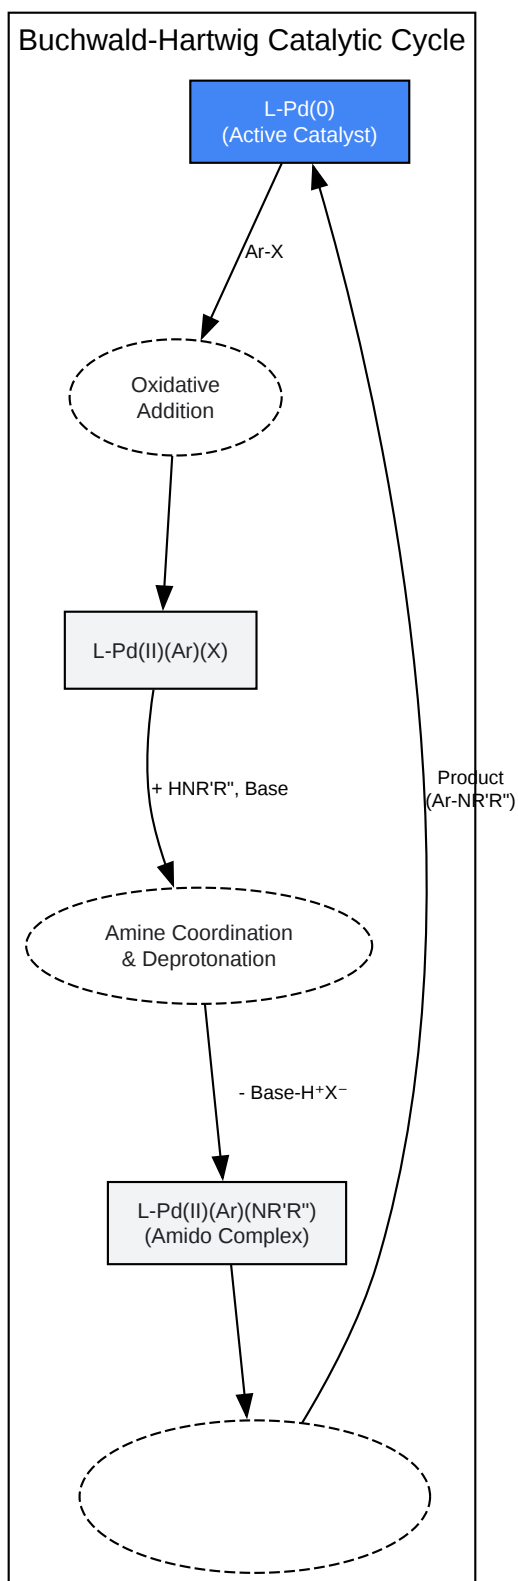 Buchwald-Hartwig Catalytic Cycle
L-Pd(0)
(Active Catalyst)
Ar-X
Oxidative
Addition
L-Pd(II)(Ar)(X)
+ HNR'R", Base
Product
(Ar-NR'R")
Amine Coordination
& Deprotonation
- Base-H⁺X⁻
L-Pd(II)(Ar)(NR'R")
(Amido Complex)